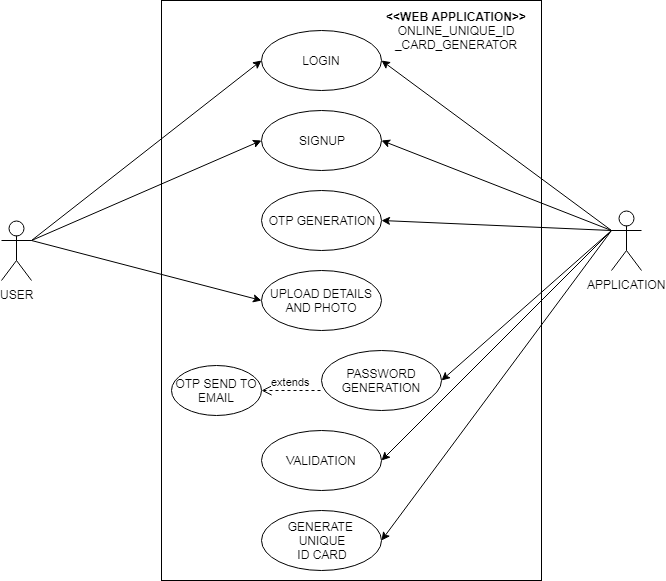 <<WEB APPLICATION>>
ONLINE_UNIQUE_ID
_CARD_GENERATOR
LOGIN
SIGNUP
OTP GENERATION
USER
APPLICATION
UPLOAD DETAILS
AND PHOTO
PASSWORD
GENERATION
extends
OTP SEND TO
EMAIL
VALIDATION
GENERATE
UNIQUE
ID CARD